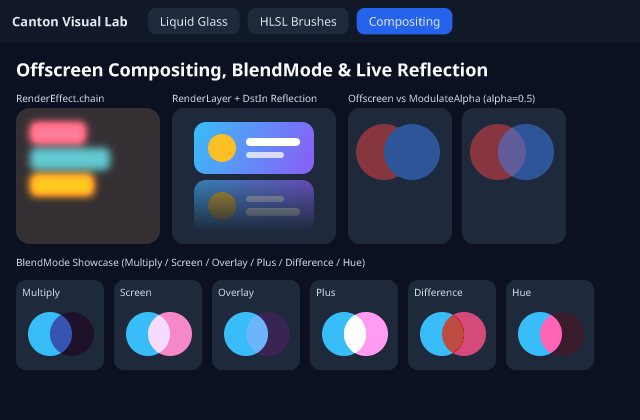 Canton Visual Lab
Liquid Glass
HLSL Brushes
Compositing
Offscreen Compositing, BlendMode & Live Reflection
RenderEffect.chain
RenderLayer + DstIn Reflection
Offscreen vs ModulateAlpha (alpha=0.5)
BlendMode Showcase (Multiply / Screen / Overlay / Plus / Difference / Hue)
Multiply
Screen
Overlay
Plus
Difference
Hue